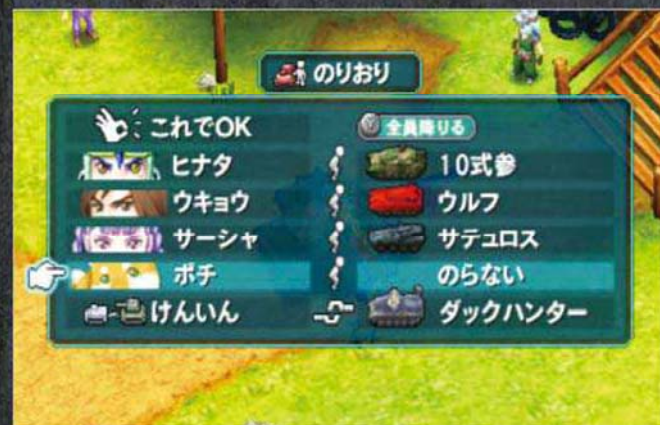 のりおり
これでOK 全員降りる
ヒナタ 10式参
ウキョウ ウルフ
サーシャ サテュロス
ポチ のらない
けんいん ダックハンター